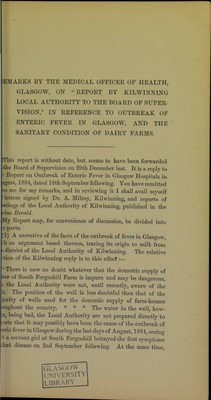 EMARKS BY THE MEDICAL OFFICER OF HEALTH,
GLASGOW, ON "REPORT BY KILWINNING
LOCAL AUTHORITY TO THE BOARD OF SUPER-
VISION," IN REFERENCE TO OUTBREAK OF
ENTERIC FEVER IN GLASGOW, AND THE
SANITARY CONDITION OF DAIRY FARMS.
This report is without date, but seems to have been forwarded
the Board of Supervision on 29th December last. It is a reply to
Report on Outbreak of Enteric Fever in Glasgow Hospitals in
gust, 1884, dated 18th September following. You have remitted
to me for my remarks, and in reviewing it I shall avail myself
letters signed by Dr. A. Milroy, Kilwinning, and reports of
eetings of the Local Authority of Kilwinning, published in the
Herald.
My Report may, for convenience of discussion, be divided into
parts.
(1) A narrative of the facts of the outbreak of fever in Glasgow,
h an argument based thereon, tracing its origin to milk from
district of the Local Authority of Kilwinning. The relative
tion of the Kilwinning reply is to this effect:—
"There is now no doubt whatever that the domestic supply of
ter of South Fergushill Farm is impure and may be dangerous,
the Local Authority were not, until recently, aware of the
t. The position of the well is less doubtful than that of the
jority of wells used for the domestic supply of farm-houses
oughout the country. * * * The water in the well, how-
r, being bad, the Local Authority are not prepared directly to
ute that it may possibly have been the cause of the outbreak of
eric fever in Glasgow during the last days of August, 1884, seeing
t a servant girl at South Fergushill betrayed the first symptoms
that disease on 2nd September following. At the same time,
GLASGOW
UNIVERSITY
LIBRARY